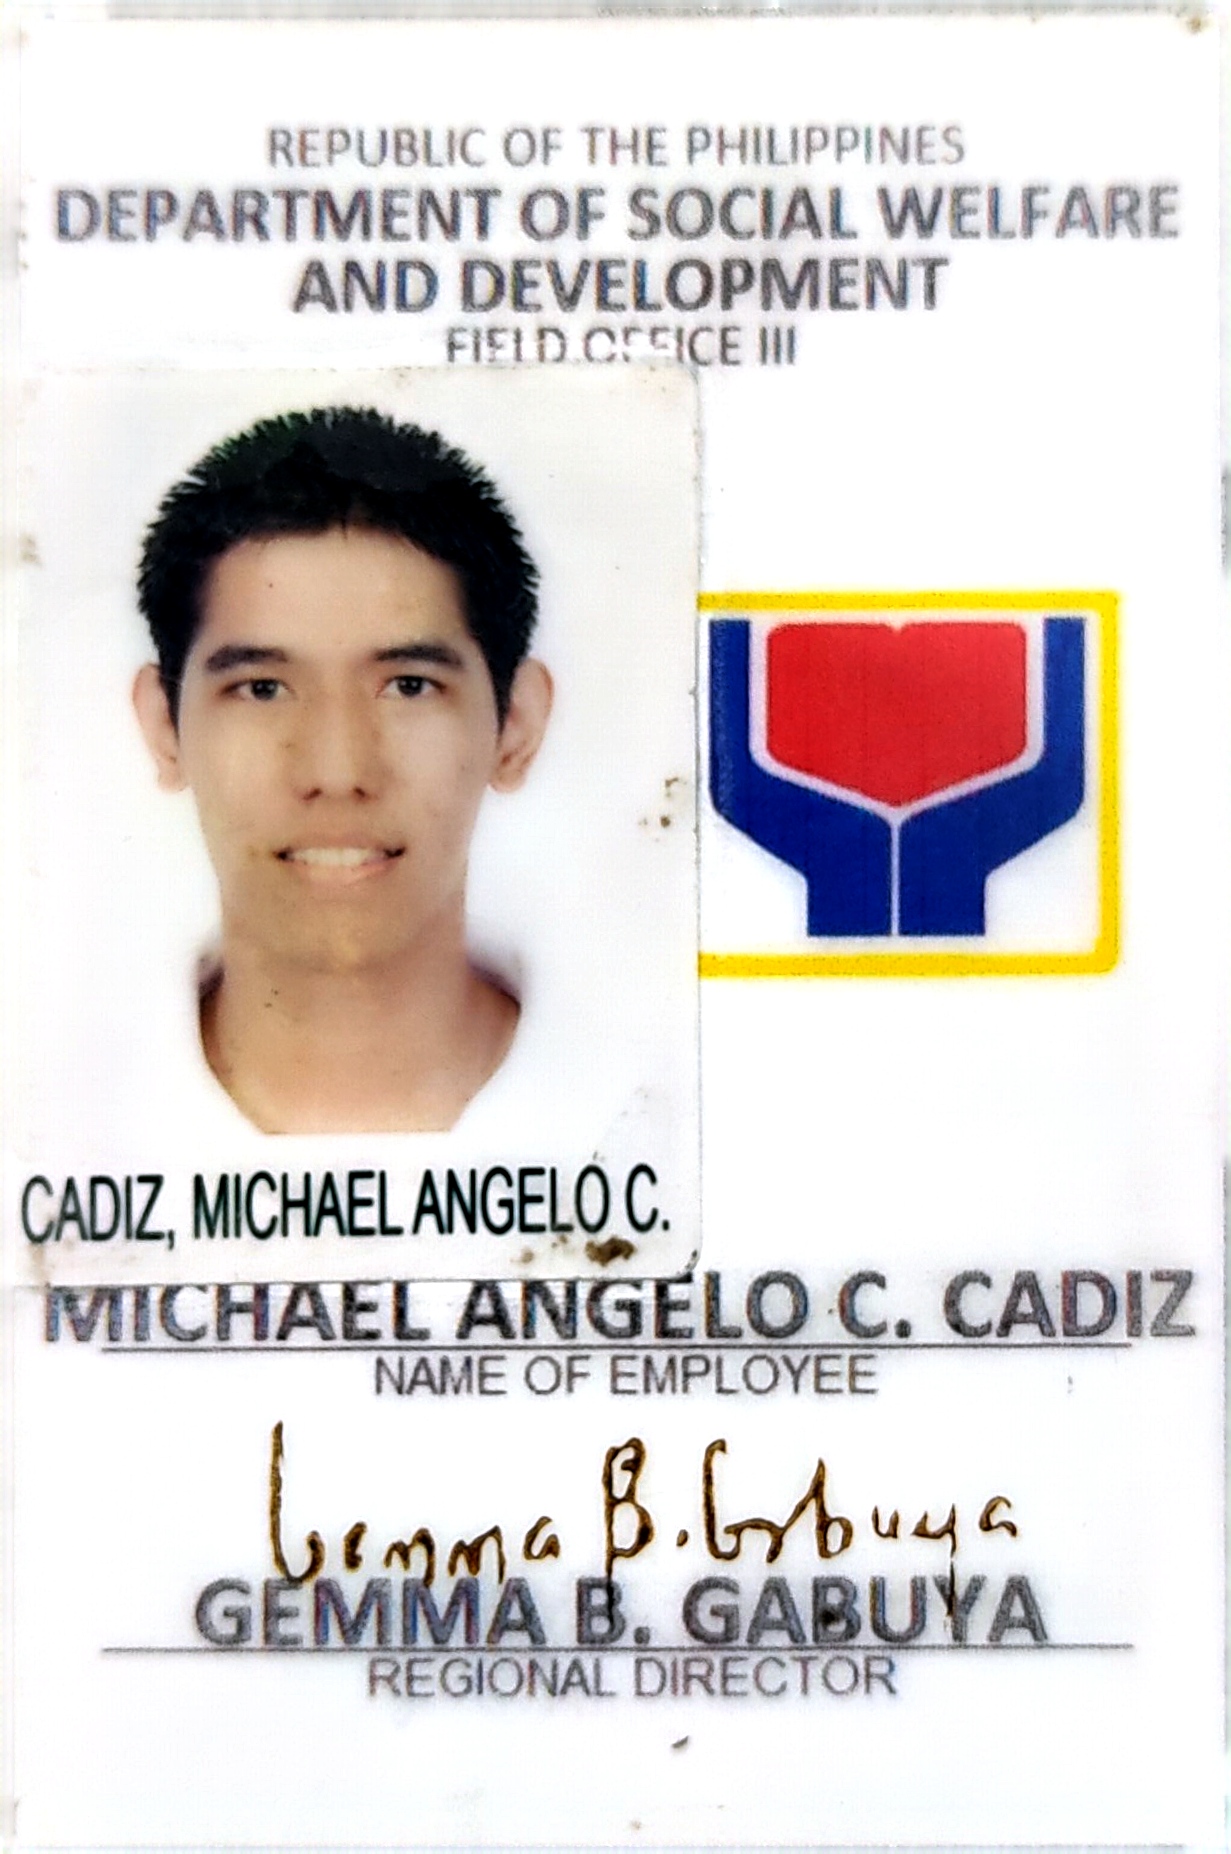 REPUBLIC OF THE PHILIPPINES
DEPARTMENT OF SOCIAL WELFARE
AND DEVELOPMENT
FIELD OFFICE III
CADIZ, MICHAEL ANGELO C.
MICHAEL ANGELO C. CADIZ
NAME OF EMPLOYEE
Gemma B. Gabuya
GEMMA B. GABUYA
REGIONAL DIRECTOR